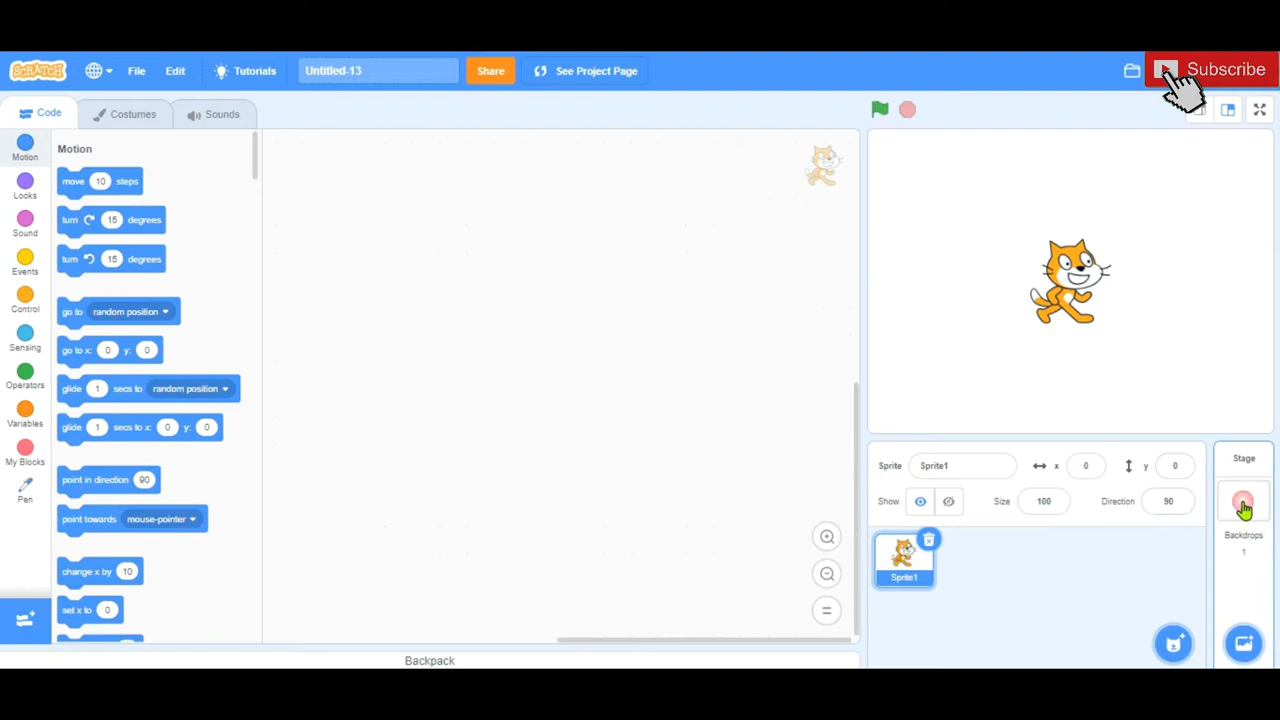 SCRATCH File Edit Tutorials Untitled-13 Share See Project Page Subscribe
Code Costumes Sounds
Motion
Looks
Sound
Events
Control
Sensing
Operators
Variables
My Blocks
Pen
Motion
move 10 steps
turn 15 degrees
turn 15 degrees
go to random position
go to x: 0 y: 0
glide 1 secs to random position
glide 1 secs to x: 0 y: 0
point in direction 90
point towards mouse-pointer
change x by 10
set x to 0
Backpack
Sprite Sprite1 x 0 y 0
Show Size 100 Direction 90
Sprite1
Stage
Backdrops
1